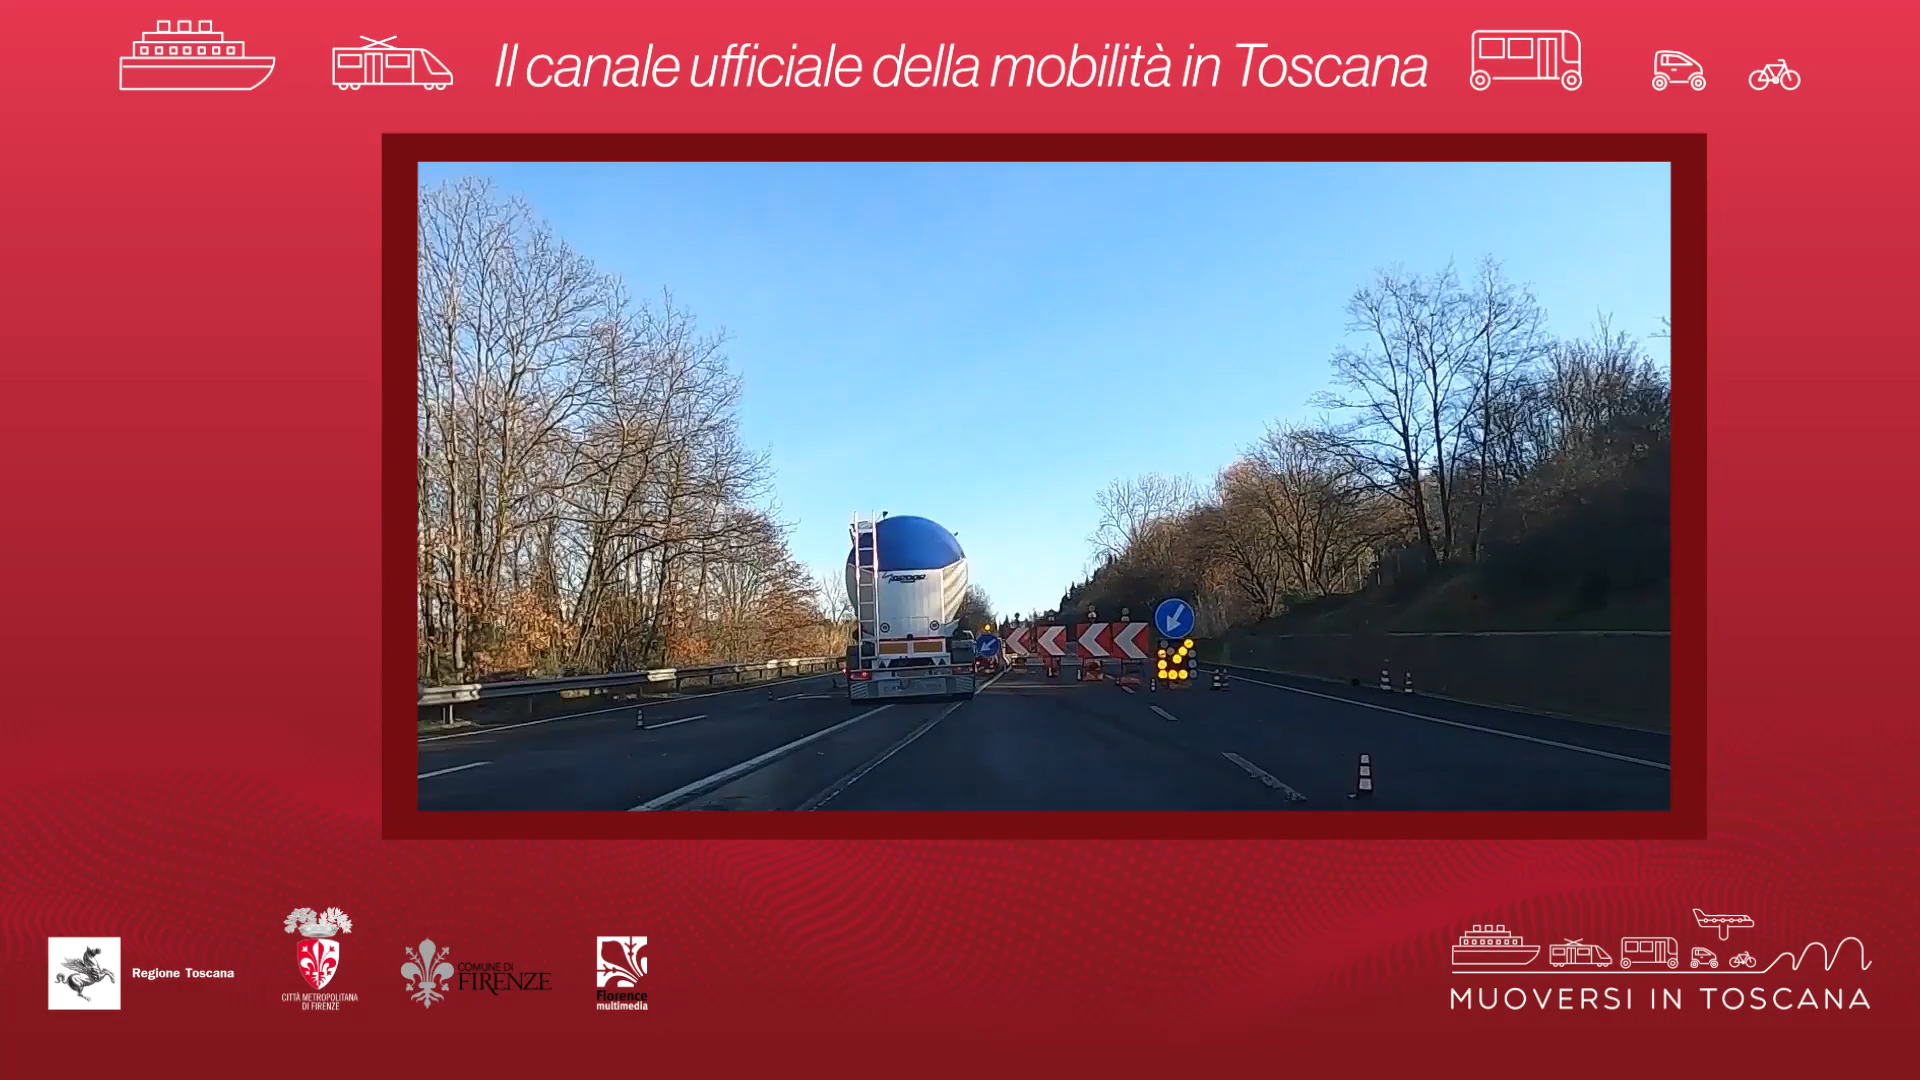 Il canale ufficiale della mobilità in Toscana
Regione Toscana
CITTÀ METROPOLITANA
DI FIRENZE
COMUNE DI
FIRENZE
Florence
multimedia
MUOVERSI IN TOSCANA